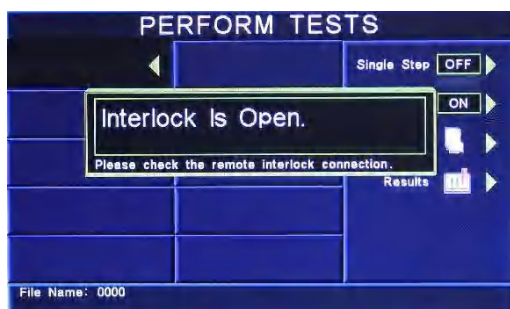 PERFORM TESTS
Single Step OFF
ON
Interlock Is Open.
Please check the remote interlock connection.
Results
File Name: 0000